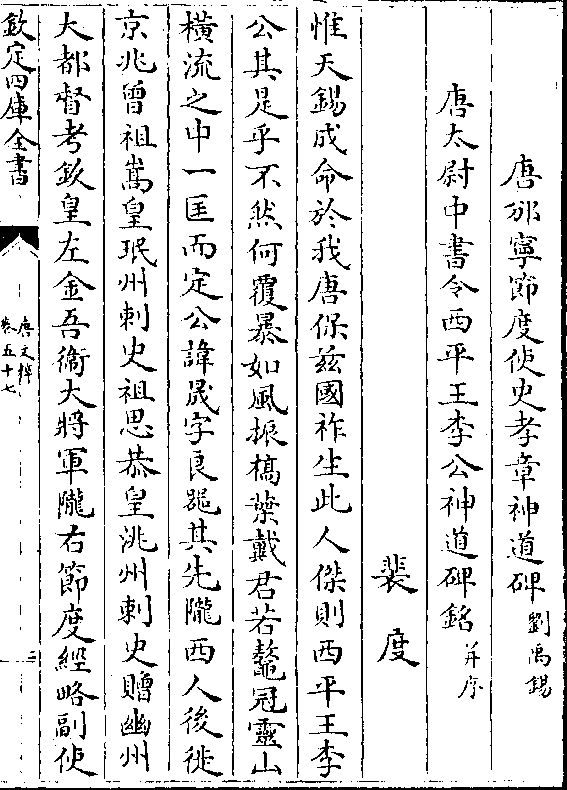 唐邠寧節度使史孝章神道碑劉禹錫
唐太尉中書令西平王李公神道碑銘并序
裴度
惟天錫成命於我唐保兹國祚生此人傑則西平王李
公其是乎不然何覆暴如風振槁葉戴君若鼇冠靈山
橫流之中一匡而定公諱晟字良器其先隴西人後徙
京兆曾祖嵩皇珉州刺史祖思恭皇洮州刺史贈幽州
大都督考欽皇左金吾衞大將軍隴右節度經略副使
欽定四庫全書
唐文粹
卷五十七
二